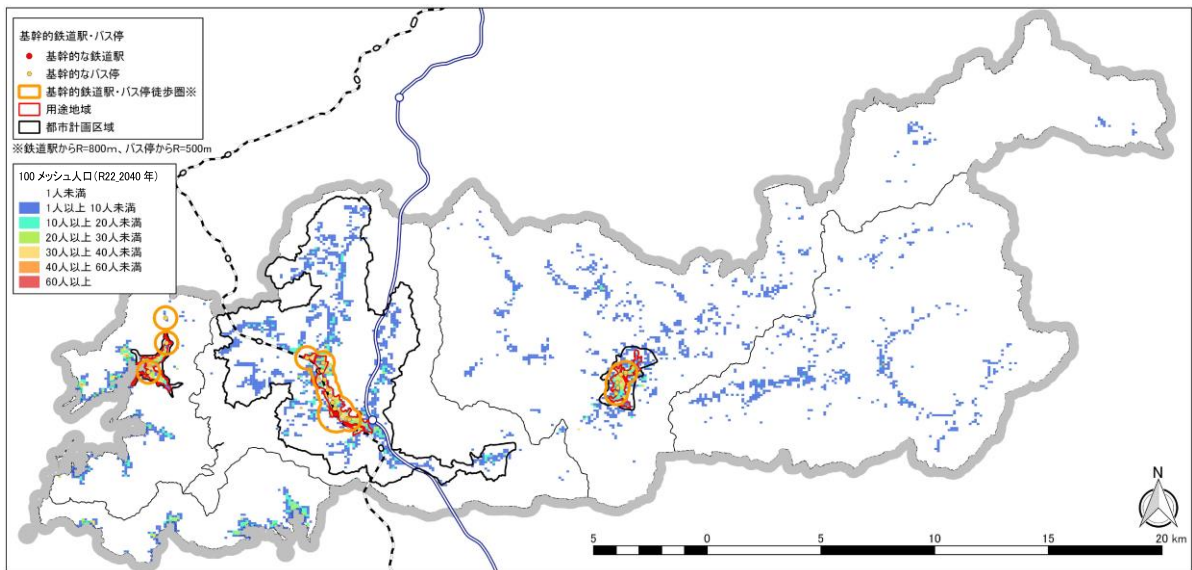 基幹的鉄道駅・バス停
基幹的な鉄道駅
基幹的なバス停
基幹的鉄道駅・バス停徒歩圏※
用途地域
都市計画区域
※鉄道駅からR=800m、バス停からR=500m
100メッシュ人口(R22_2040年)
1人未満
1人以上 10人未満
10人以上 20人未満
20人以上 30人未満
30人以上 40人未満
40人以上 60人未満
60人以上
N
5 0 5 10 15 20 km